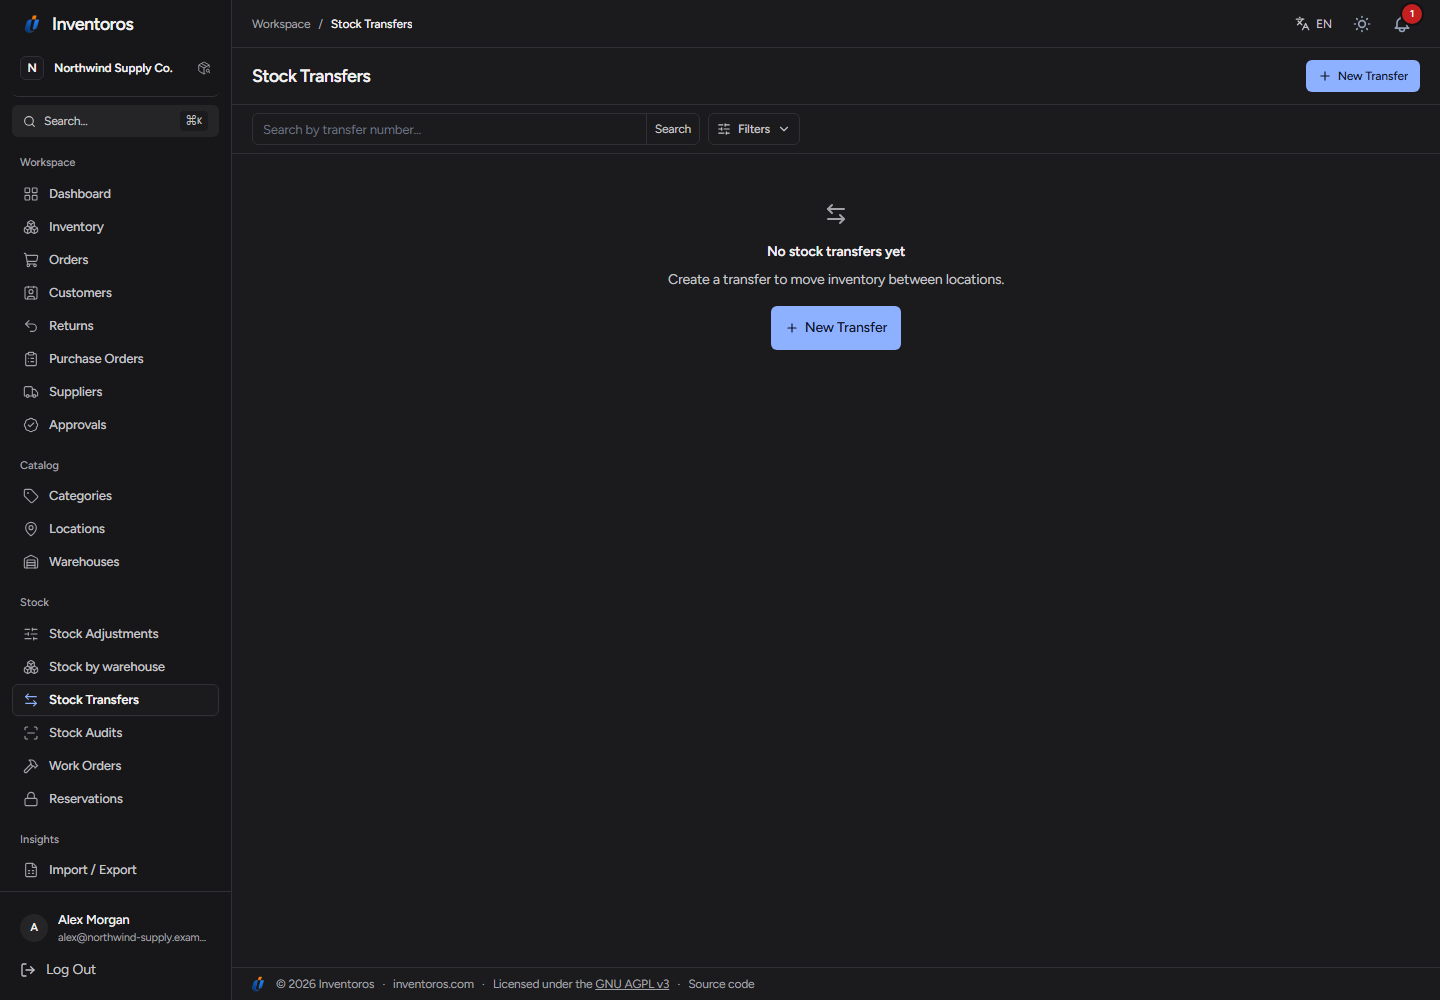 Inventoros
N Northwind Supply Co.
Search... ⌘K
Workspace
Dashboard
Inventory
Orders
Customers
Returns
Purchase Orders
Suppliers
Approvals
Catalog
Categories
Locations
Warehouses
Stock
Stock Adjustments
Stock by warehouse
Stock Transfers
Stock Audits
Work Orders
Reservations
Insights
Import / Export
A Alex Morgan
alex@northwind-supply.exam...
Log Out
Workspace / Stock Transfers
EN
1
Stock Transfers
New Transfer
Search by transfer number...
Search
Filters
No stock transfers yet
Create a transfer to move inventory between locations.
New Transfer
© 2026 Inventoros · inventoros.com · Licensed under the GNU AGPL v3 · Source code